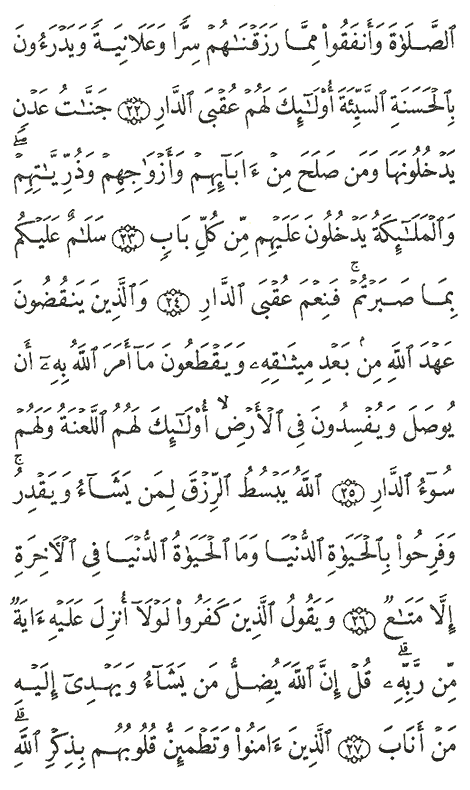 ٱلصَّلَوٰةَ وَأَنفَقُوا۟ مِمَّا رَزَقْنَـٰهُمْ سِرًّا وَعَلَانِيَةً وَيَدْرَءُونَ
بِٱلْحَسَنَةِ ٱلسَّيِّئَةَ أُو۟لَـٰٓئِكَ لَهُمْ عُقْبَى ٱلدَّارِ ٢٢ جَنَّـٰتُ عَدْنٍ
يَدْخُلُونَهَا وَمَن صَلَحَ مِنْ ءَابَآئِهِمْ وَأَزْوَٰجِهِمْ وَذُرِّيَّـٰتِهِمْ ۖ
وَٱلْمَلَـٰٓئِكَةُ يَدْخُلُونَ عَلَيْهِم مِّن كُلِّ بَابٍ ٢٣ سَلَـٰمٌ عَلَيْكُم
بِمَا صَبَرْتُمْ ۚ فَنِعْمَ عُقْبَى ٱلدَّارِ ٢٤ وَٱلَّذِينَ يَنقُضُونَ
عَهْدَ ٱللَّهِ مِنۢ بَعْدِ مِيثَـٰقِهِۦ وَيَقْطَعُونَ مَآ أَمَرَ ٱللَّهُ بِهِۦٓ أَن
يُوصَلَ وَيُفْسِدُونَ فِى ٱلْأَرْضِ ۙ أُو۟لَـٰٓئِكَ لَهُمُ ٱللَّعْنَةُ وَلَهُمْ
سُوٓءُ ٱلدَّارِ ٢٥ ٱللَّهُ يَبْسُطُ ٱلرِّزْقَ لِمَن يَشَآءُ وَيَقْدِرُ ۚ
وَفَرِحُوا۟ بِٱلْحَيَوٰةِ ٱلدُّنْيَا وَمَا ٱلْحَيَوٰةُ ٱلدُّنْيَا فِى ٱلْـَٔاخِرَةِ
إِلَّا مَتَـٰعٌ ٢٦ وَيَقُولُ ٱلَّذِينَ كَفَرُوا۟ لَوْلَآ أُنزِلَ عَلَيْهِ ءَايَةٌ
مِّن رَّبِّهِۦ ۗ قُلْ إِنَّ ٱللَّهَ يُضِلُّ مَن يَشَآءُ وَيَهْدِىٓ إِلَيْهِ
مَنْ أَنَابَ ٢٧ ٱلَّذِينَ ءَامَنُوا۟ وَتَطْمَئِنُّ قُلُوبُهُم بِذِكْرِ ٱللَّهِ ۗ